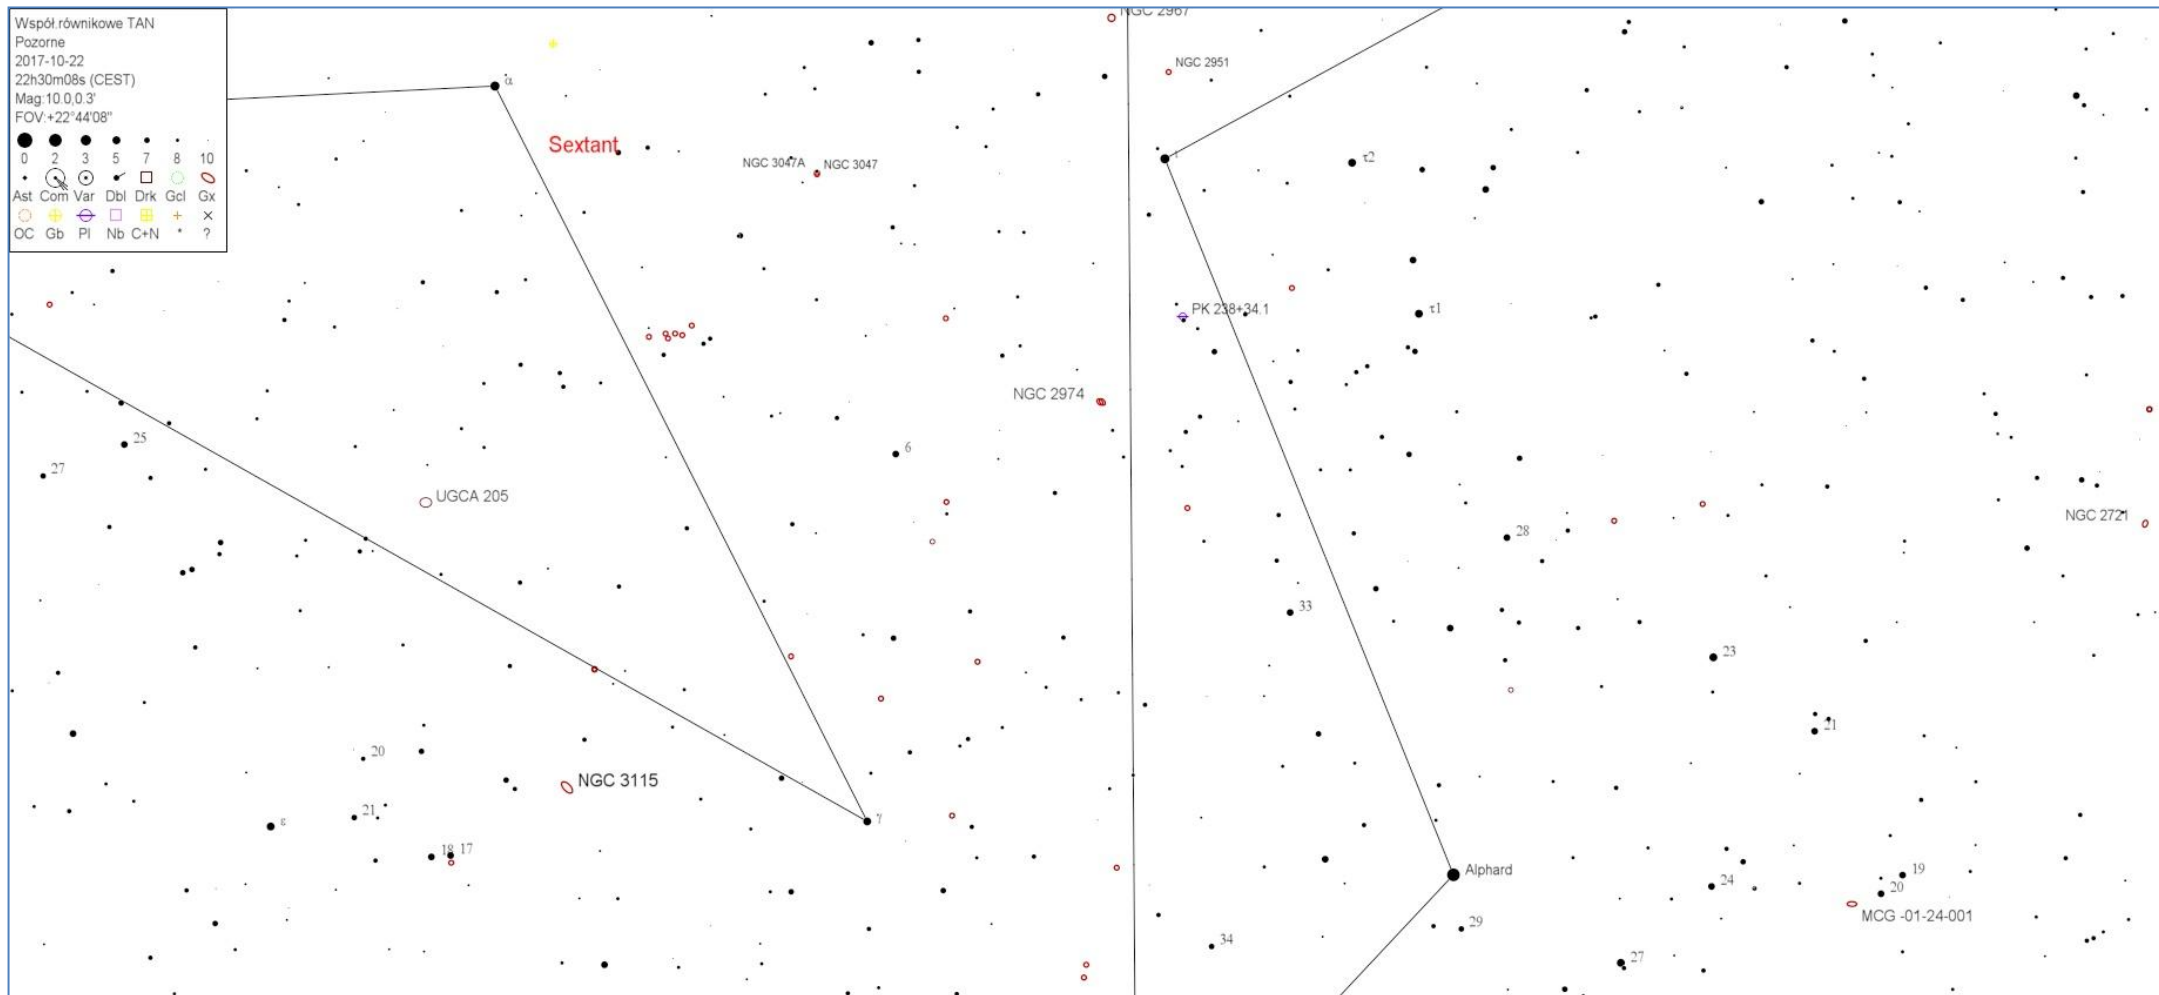 Współ.równikowe TAN
Pozorne
2017-10-22
22h30m08s (CEST)
Mag:10.0,0.3'
FOV:+22°44'08"
0 2 3 5 7 8 10
Ast Com Var Dbl Drk Gcl Gx
OC Gb Pl Nb C+N * ?
NGC 2967
NGC 2951
α
Sextant
NGC 3047A NGC 3047
ι
τ2
PK 238+34.1
τ1
NGC 2974
25
6
27
UGCA 205
NGC 2721
28
33
23
21
20
NGC 3115
21
ε
γ
18 17
Alphard
19
24
20
MCG -01-24-001
29
34
27